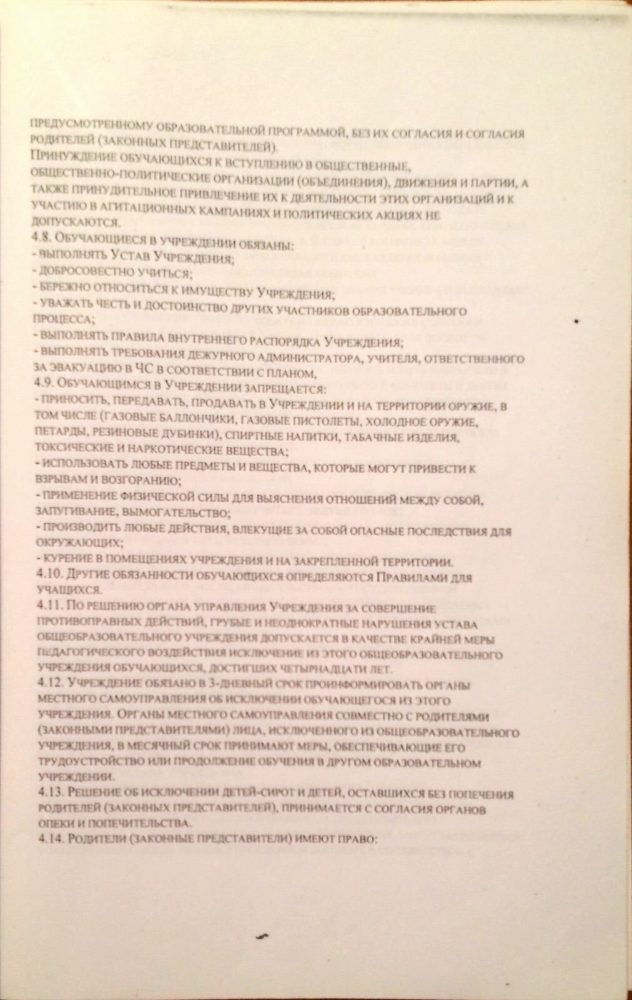 предусмотренному образовательной программой, без их согласия и согласия
родителей (законных представителей).
Принуждение обучающихся к вступлению в общественные,
общественно-политические организации (объединения), движения и партии, а
также принудительное привлечение их к деятельности этих организаций и к
участию в агитационных кампаниях и политических акциях не
допускаются.
4.8. Обучающиеся в учреждении обязаны:
- выполнять Устав Учреждения;
- добросовестно учиться;
- бережно относиться к имуществу Учреждения;
- уважать честь и достоинство других участников образовательного
процесса;
- выполнять правила внутреннего распорядка Учреждения;
- выполнять требования дежурного администратора, учителя, ответственного
за эвакуацию в ЧС в соответствии с планом,
4.9. Обучающимся в Учреждении запрещается:
- приносить, передавать, продавать в Учреждении и на территории оружие, в
том числе (газовые баллончики, газовые пистолеты, холодное оружие,
петарды, резиновые дубинки), спиртные напитки, табачные изделия,
токсические и наркотические вещества;
- использовать любые предметы и вещества, которые могут привести к
взрывам и возгоранию;
- применение физической силы для выяснения отношений между собой,
запугивание, вымогательство;
- производить любые действия, влекущие за собой опасные последствия для
окружающих;
- курение в помещениях учреждения и на закрепленной территории.
4.10. Другие обязанности обучающихся определяются Правилами для
учащихся.
4.11. По решению органа управления Учреждения за совершение
противоправных действий, грубые и неоднократные нарушения устава
общеобразовательного учреждения допускается в качестве крайней меры
педагогического воздействия исключение из этого общеобразовательного
учреждения обучающихся, достигших четырнадцати лет.
4.12. Учреждение обязано в 3-дневный срок проинформировать органы
местного самоуправления об исключении обучающегося из этого
учреждения. Органы местного самоуправления совместно с родителями
(законными представителями) лица, исключенного из общеобразовательного
учреждения, в месячный срок принимают меры, обеспечивающие его
трудоустройство или продолжение обучения в другом образовательном
учреждении.
4.13. Решение об исключении детей-сирот и детей, оставшихся без попечения
родителей (законных представителей), принимается с согласия органов
опеки и попечительства.
4.14. Родители (законные представители) имеют право: